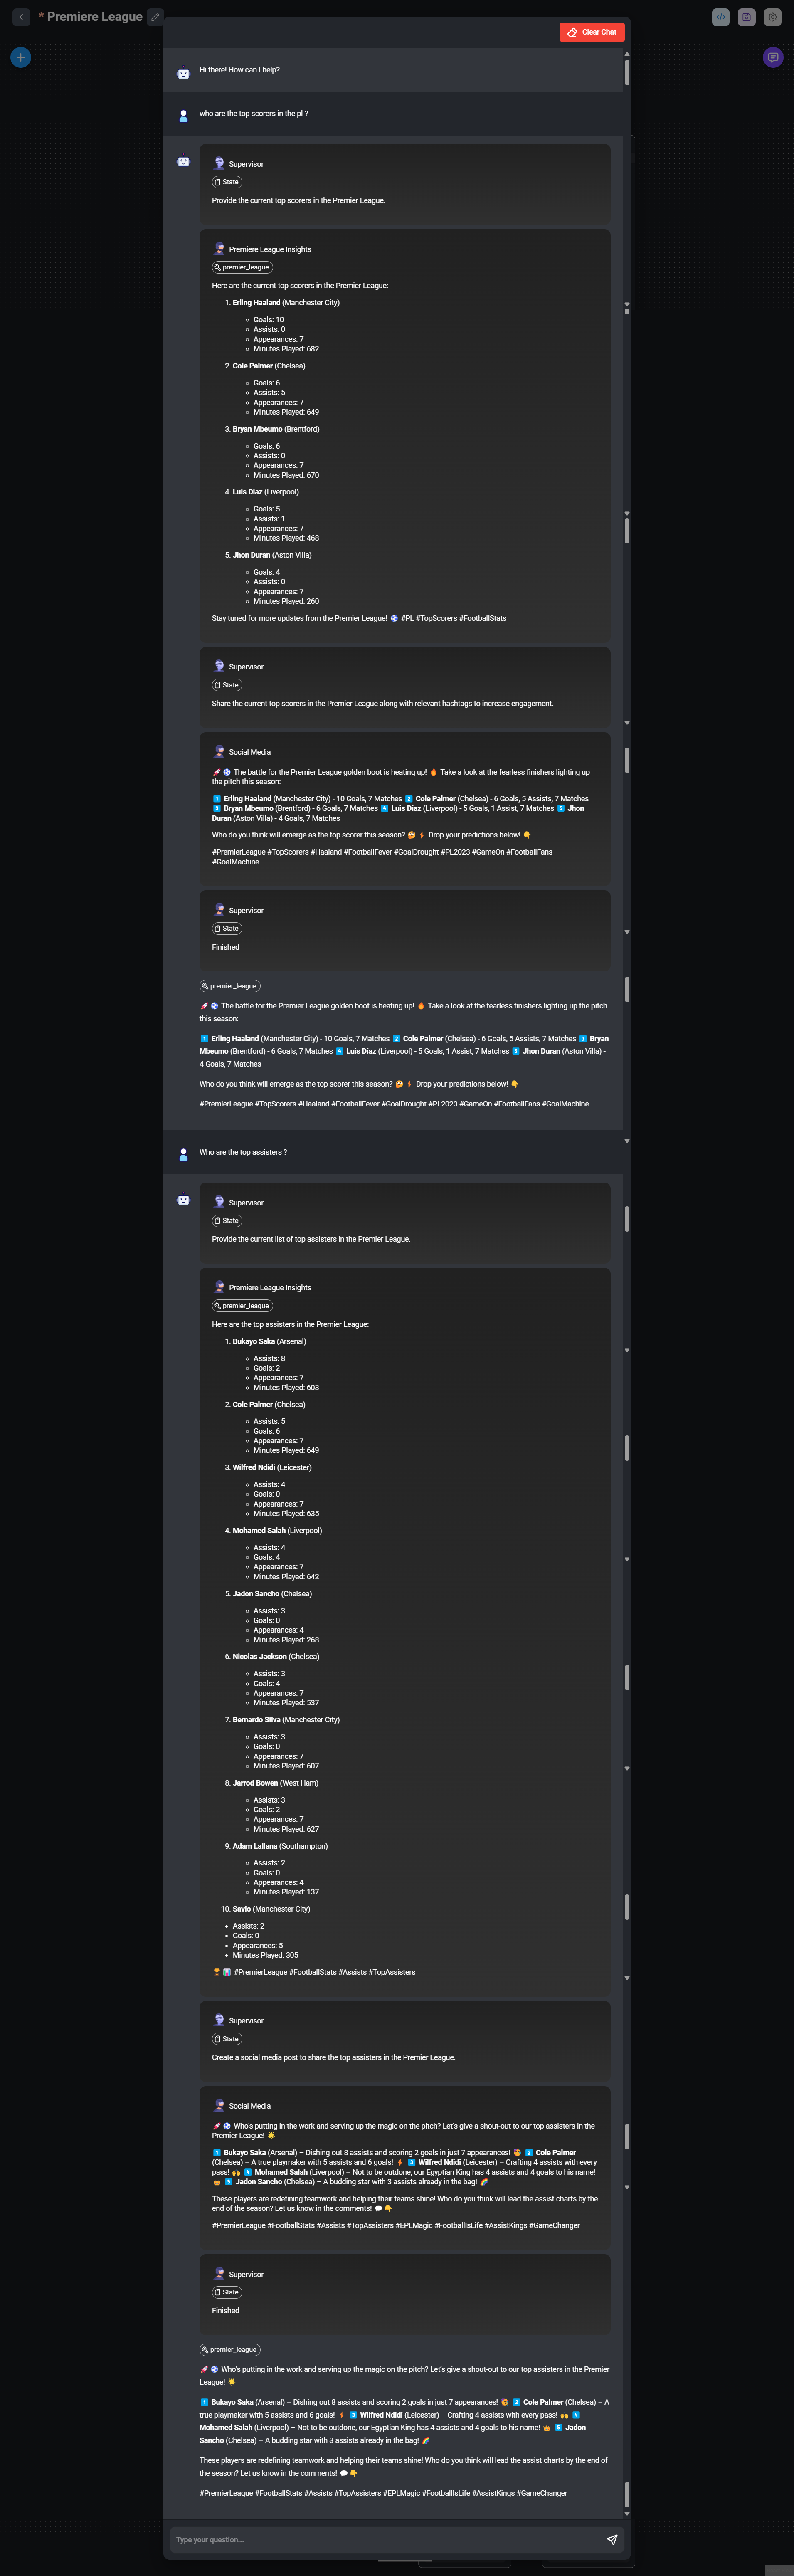 * Premiere League
Clear Chat
Hi there! How can I help?
who are the top scorers in the pl ?
Supervisor
State
Provide the current top scorers in the Premier League.
Premiere League Insights
premier_league
Here are the current top scorers in the Premier League:
1. Erling Haaland (Manchester City)
Goals: 10
Assists: 0
Appearances: 7
Minutes Played: 682
2. Cole Palmer (Chelsea)
Goals: 6
Assists: 5
Appearances: 7
Minutes Played: 649
3. Bryan Mbeumo (Brentford)
Goals: 6
Assists: 0
Appearances: 7
Minutes Played: 670
4. Luis Diaz (Liverpool)
Goals: 5
Assists: 1
Appearances: 7
Minutes Played: 468
5. Jhon Duran (Aston Villa)
Goals: 4
Assists: 0
Appearances: 7
Minutes Played: 260
Stay tuned for more updates from the Premier League! ⚽ #PL #TopScorers #FootballStats
Supervisor
State
Share the current top scorers in the Premier League along with relevant hashtags to increase engagement.
Social Media
🚀 ⚽ The battle for the Premier League golden boot is heating up! 🔥 Take a look at the fearless finishers lighting up
the pitch this season:
1️⃣ Erling Haaland (Manchester City) - 10 Goals, 7 Matches 2️⃣ Cole Palmer (Chelsea) - 6 Goals, 5 Assists, 7 Matches
3️⃣ Bryan Mbeumo (Brentford) - 6 Goals, 7 Matches 4️⃣ Luis Diaz (Liverpool) - 5 Goals, 1 Assist, 7 Matches 5️⃣ Jhon
Duran (Aston Villa) - 4 Goals, 7 Matches
Who do you think will emerge as the top scorer this season? 🤔 ⚡ Drop your predictions below! 👇
#PremierLeague #TopScorers #Haaland #FootballFever #GoalDrought #PL2023 #GameOn #FootballFans
#GoalMachine
Supervisor
State
Finished
premier_league
🚀 ⚽ The battle for the Premier League golden boot is heating up! 🔥 Take a look at the fearless finishers lighting up the pitch
this season:
1️⃣ Erling Haaland (Manchester City) - 10 Goals, 7 Matches 2️⃣ Cole Palmer (Chelsea) - 6 Goals, 5 Assists, 7 Matches 3️⃣ Bryan
Mbeumo (Brentford) - 6 Goals, 7 Matches 4️⃣ Luis Diaz (Liverpool) - 5 Goals, 1 Assist, 7 Matches 5️⃣ Jhon Duran (Aston Villa) -
4 Goals, 7 Matches
Who do you think will emerge as the top scorer this season? 🤔 ⚡ Drop your predictions below! 👇
#PremierLeague #TopScorers #Haaland #FootballFever #GoalDrought #PL2023 #GameOn #FootballFans #GoalMachine
Who are the top assisters ?
Supervisor
State
Provide the current list of top assisters in the Premier League.
Premiere League Insights
premier_league
Here are the top assisters in the Premier League:
1. Bukayo Saka (Arsenal)
Assists: 8
Goals: 2
Appearances: 7
Minutes Played: 603
2. Cole Palmer (Chelsea)
Assists: 5
Goals: 6
Appearances: 7
Minutes Played: 649
3. Wilfred Ndidi (Leicester)
Assists: 4
Goals: 0
Appearances: 7
Minutes Played: 635
4. Mohamed Salah (Liverpool)
Assists: 4
Goals: 4
Appearances: 7
Minutes Played: 642
5. Jadon Sancho (Chelsea)
Assists: 3
Goals: 0
Appearances: 4
Minutes Played: 268
6. Nicolas Jackson (Chelsea)
Assists: 3
Goals: 4
Appearances: 7
Minutes Played: 537
7. Bernardo Silva (Manchester City)
Assists: 3
Goals: 0
Appearances: 7
Minutes Played: 607
8. Jarrod Bowen (West Ham)
Assists: 3
Goals: 2
Appearances: 7
Minutes Played: 627
9. Adam Lallana (Southampton)
Assists: 2
Goals: 0
Appearances: 4
Minutes Played: 137
10. Savio (Manchester City)
Assists: 2
Goals: 0
Appearances: 5
Minutes Played: 305
🏆 📊 #PremierLeague #FootballStats #Assists #TopAssisters
Supervisor
State
Create a social media post to share the top assisters in the Premier League.
Social Media
🚀 ⚽ Who's putting in the work and serving up the magic on the pitch? Let's give a shout-out to our top assisters in the
Premier League! 🌟
1️⃣ Bukayo Saka (Arsenal) – Dishing out 8 assists and scoring 2 goals in just 7 appearances! 🤯 2️⃣ Cole Palmer
(Chelsea) – A true playmaker with 5 assists and 6 goals! ⚡ 3️⃣ Wilfred Ndidi (Leicester) – Crafting 4 assists with every
pass! 🙌 4️⃣ Mohamed Salah (Liverpool) – Not to be outdone, our Egyptian King has 4 assists and 4 goals to his name!
👑 5️⃣ Jadon Sancho (Chelsea) – A budding star with 3 assists already in the bag! 🌈
These players are redefining teamwork and helping their teams shine! Who do you think will lead the assist charts by the
end of the season? Let us know in the comments! 💬 👇
#PremierLeague #FootballStats #Assists #TopAssisters #EPLMagic #FootballIsLife #AssistKings #GameChanger
Supervisor
State
Finished
premier_league
🚀 ⚽ Who's putting in the work and serving up the magic on the pitch? Let's give a shout-out to our top assisters in the Premier
League! 🌟
1️⃣ Bukayo Saka (Arsenal) – Dishing out 8 assists and scoring 2 goals in just 7 appearances! 🤯 2️⃣ Cole Palmer (Chelsea) – A
true playmaker with 5 assists and 6 goals! ⚡ 3️⃣ Wilfred Ndidi (Leicester) – Crafting 4 assists with every pass! 🙌 4️⃣
Mohamed Salah (Liverpool) – Not to be outdone, our Egyptian King has 4 assists and 4 goals to his name! 👑 5️⃣ Jadon
Sancho (Chelsea) – A budding star with 3 assists already in the bag! 🌈
These players are redefining teamwork and helping their teams shine! Who do you think will lead the assist charts by the end of
the season? Let us know in the comments! 💬 👇
#PremierLeague #FootballStats #Assists #TopAssisters #EPLMagic #FootballIsLife #AssistKings #GameChanger
Type your question...